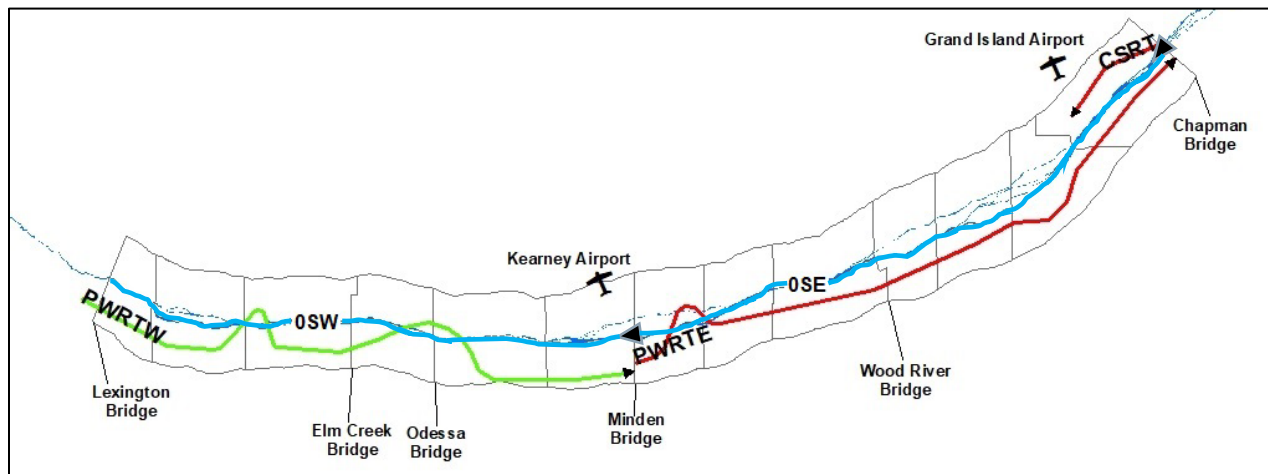 Grand Island Airport
CSRT
Chapman
Bridge
Kearney Airport
PWRTW
0SW
0SE
PWRTE
Lexington
Bridge
Elm Creek
Bridge
Odessa
Bridge
Minden
Bridge
Wood River
Bridge